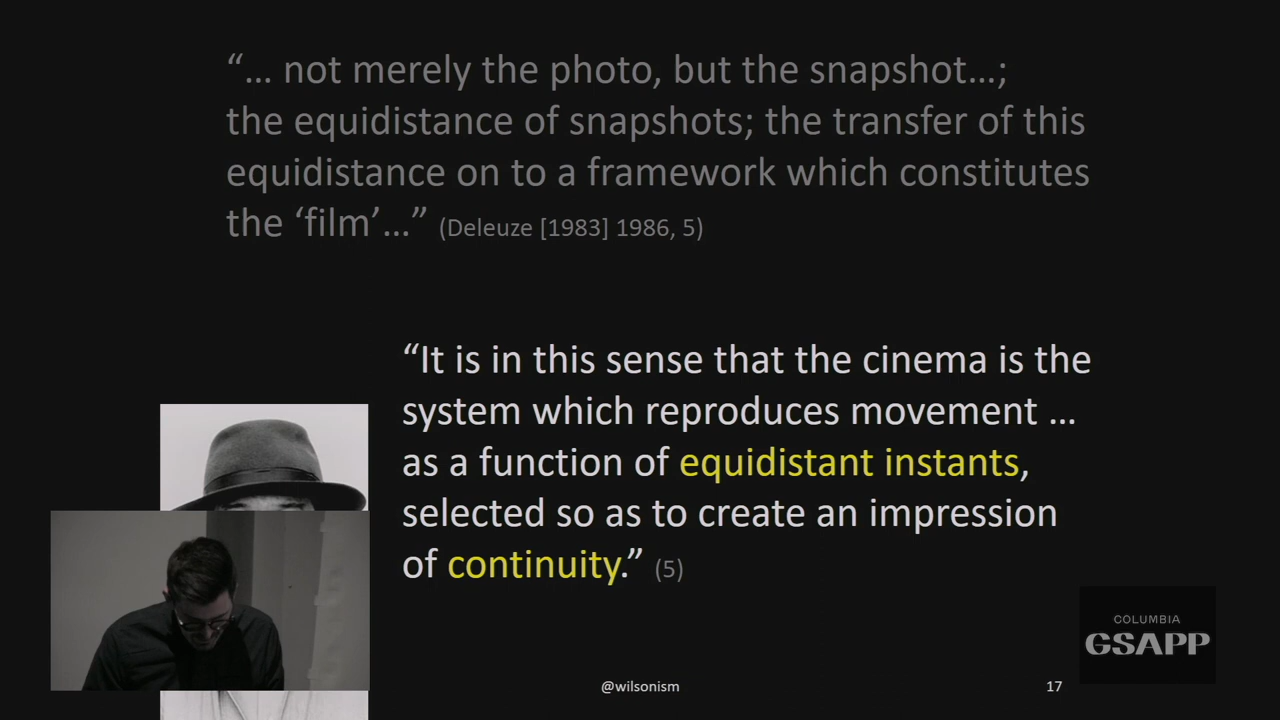 “... not merely the photo, but the snapshot...;
the equidistance of snapshots; the transfer of this
equidistance on to a framework which constitutes
the ‘film’...” (Deleuze [1983] 1986, 5)
“It is in this sense that the cinema is the
system which reproduces movement ...
as a function of equidistant instants,
selected so as to create an impression
of continuity.” (5)
COLUMBIA
GSAPP
@wilsonism
17